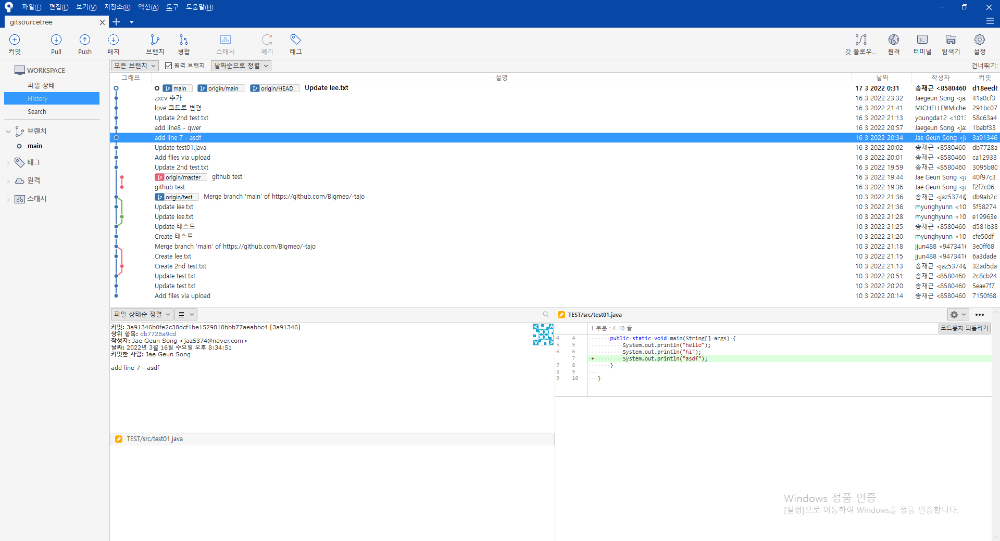 파일(F) 편집(E) 보기(V) 저장소(R) 액션(A) 도구 도움말(H)
gitsourcetree
커밋 Pull Push 패치 브랜치 병합 스태시 폐기 태그 깃 플로우... 원격 터미널 탐색기 설정
WORKSPACE
파일 상태
History
Search
브랜치
main
태그
원격
스태시
모든 브랜치 원격 브랜치 날짜순으로 정렬 건너뛰기:
그래프 설명 날짜 작성자 커밋
main origin/main origin/HEAD Update lee.txt 17 3 2022 0:31 송재근 <8580460 d18eed6
zxcv 추가 16 3 2022 23:32 Jaegeun Song <jaz 41a0cf3
love 코드로 변경 16 3 2022 21:41 MICHELLE₩Miche 291bc07
Update 2nd test.txt 16 3 2022 21:13 youngda12 <1013 58c63a4
add line8 - qwer 16 3 2022 20:57 Jaegeun Song <jaz 1babf33
add line 7 - asdf 16 3 2022 20:34 Jae Geun Song <ja 3a91346
Update test01.java 16 3 2022 20:02 송재근 <8580460 db7728a
Add files via upload 16 3 2022 20:01 송재근 <8580460 ca12933
Update 2nd test.txt 16 3 2022 19:59 송재근 <8580460 3095b80
origin/master github test 16 3 2022 19:44 Jae Geun Song <ja 40f97c3
github test 16 3 2022 19:36 Jae Geun Song <ja f2f7c06
origin/test Merge branch 'main' of https://github.com/Bigmeo/-tajo 10 3 2022 21:36 송재근 <jaz5374@ db9ab2c
Update lee.txt 10 3 2022 21:36 myunghyunn <10 5f58274
Update lee.txt 10 3 2022 21:28 myunghyunn <10 e19963e
Update 테스트 10 3 2022 21:25 송재근 <8580460 d581b38
Create 테스트 10 3 2022 21:20 myunghyunn <10 cfe50df
Merge branch 'main' of https://github.com/Bigmeo/-tajo 10 3 2022 21:18 jjun488 <9473416 3e0ff68
Create lee.txt 10 3 2022 21:15 jjun488 <9473416 6a3dade
Create 2nd test.txt 10 3 2022 21:13 송재근 <jaz5374@ 32ad5da
Update test.txt 10 3 2022 20:51 송재근 <8580460 2c8cb24
Update test.txt 10 3 2022 20:20 송재근 <8580460 5eae7f7
Add files via upload 10 3 2022 20:14 송재근 <8580460 7150f68
파일 상태순 정렬
커밋: 3a91346b0fe2c38dcf1be1529810bbb77aeabbc4 [3a91346]
상위 항목: db7728a9cd
작성자: Jae Geun Song <jaz5374@naver.com>
날짜: 2022년 3월 16일 수요일 오후 8:34:51
커밋한 사람: Jae Geun Song
add line 7 - asdf
TEST/src/test01.java
TEST/src/test01.java
1 부분 : 4-10 줄 코드뭉치 되돌리기
4 4 public static void main(String[] args) {
5 5 System.out.println("hello");
6 6 System.out.println("hi");
7 + System.out.println("asdf");
7 8 }
8 9
9 10 }
Windows 정품 인증
[설정]으로 이동하여 Windows를 정품 인증합니다.